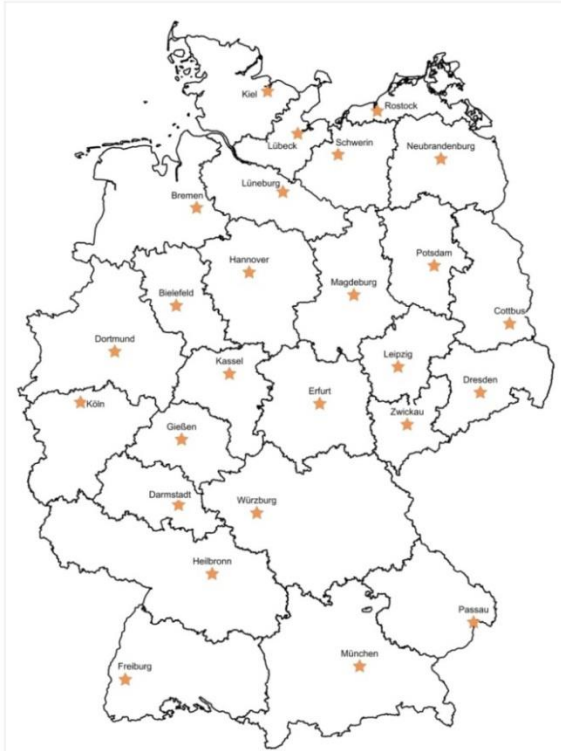 Kiel
Rostock
Lübeck
Schwerin
Neubrandenburg
Lüneburg
Bremen
Hannover
Potsdam
Magdeburg
Bielefeld
Cottbus
Dortmund
Leipzig
Kassel
Dresden
Erfurt
Köln
Zwickau
Gießen
Darmstadt
Würzburg
Heilbronn
Passau
München
Freiburg